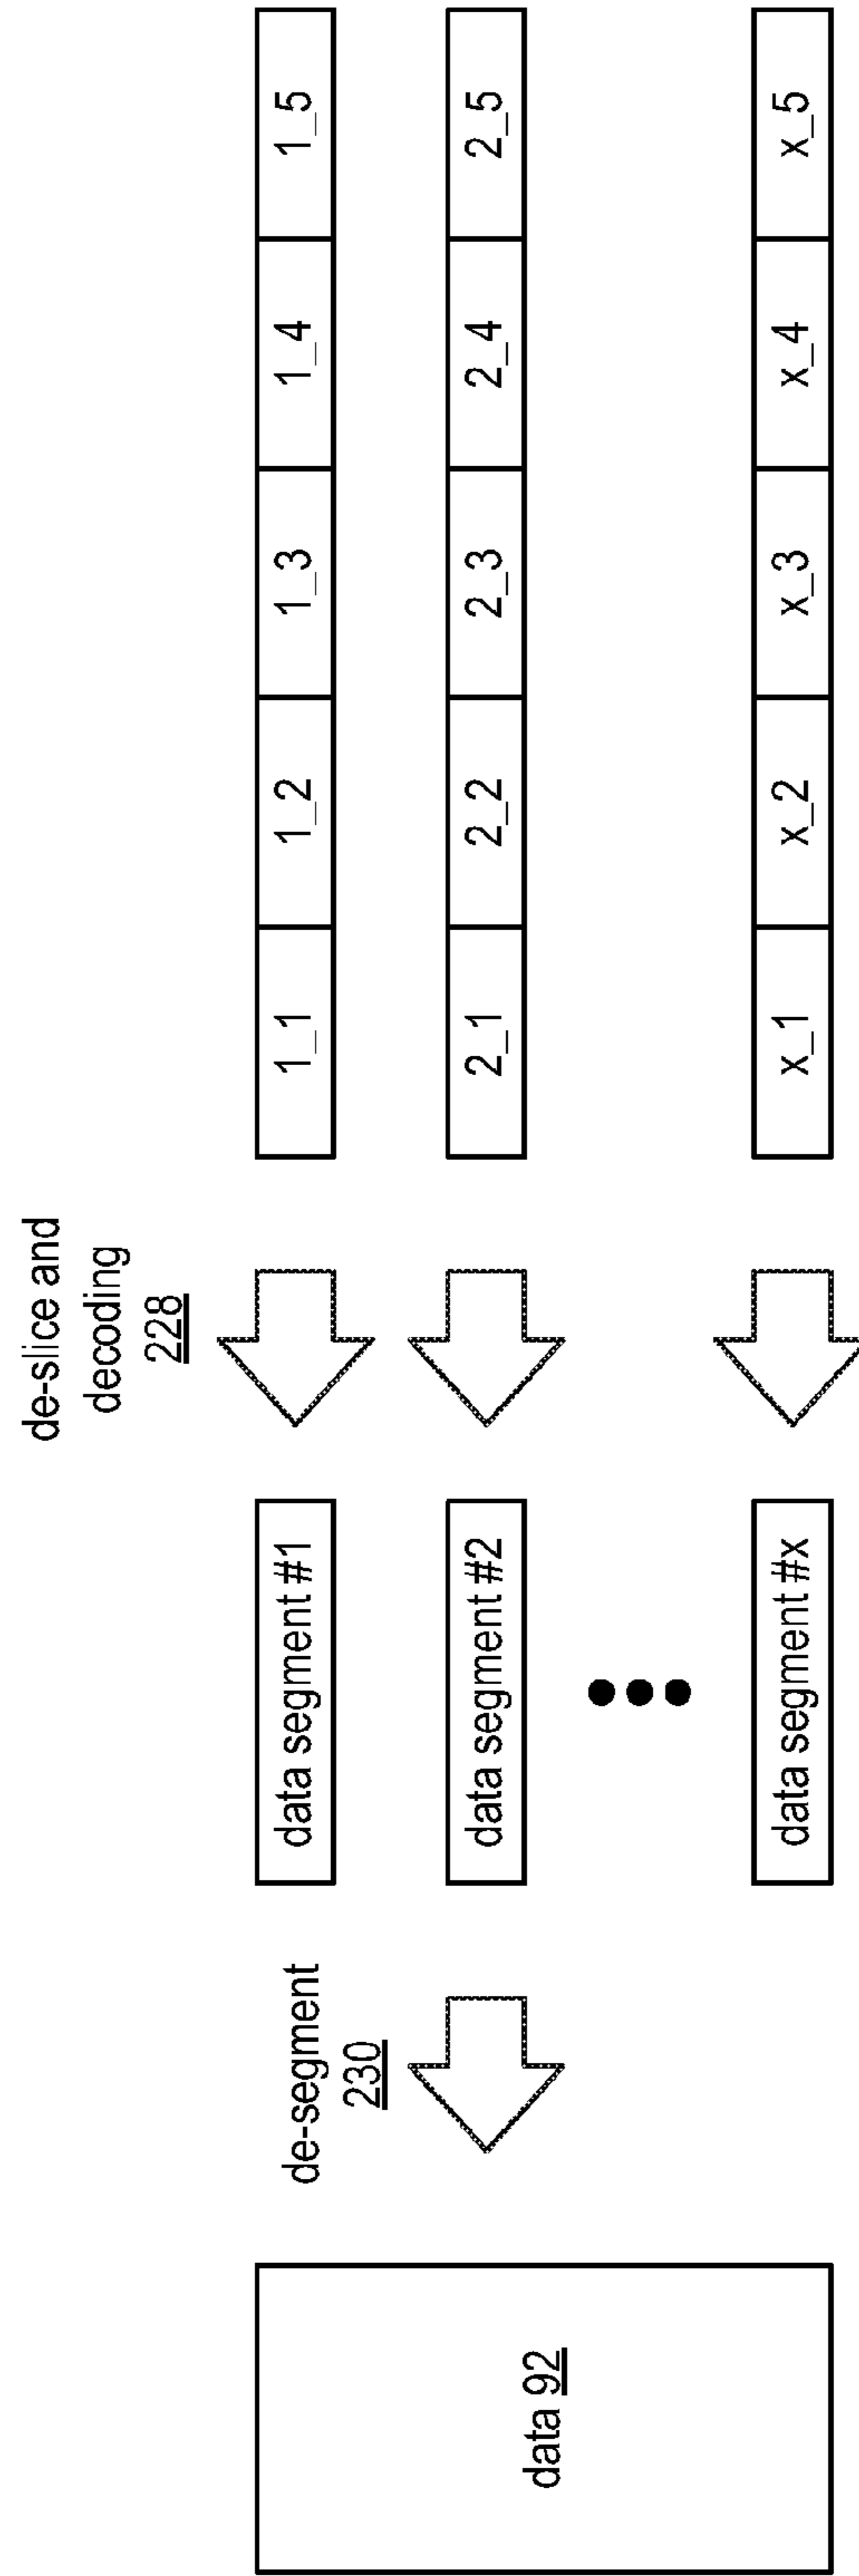 de-slice and
decoding
228
de-segment
230
data 92
data segment #1
1_1
1_2
1_3
1_4
1_5
data segment #2
2_1
2_2
2_3
2_4
2_5
data segment #x
x_1
x_2
x_3
x_4
x_5